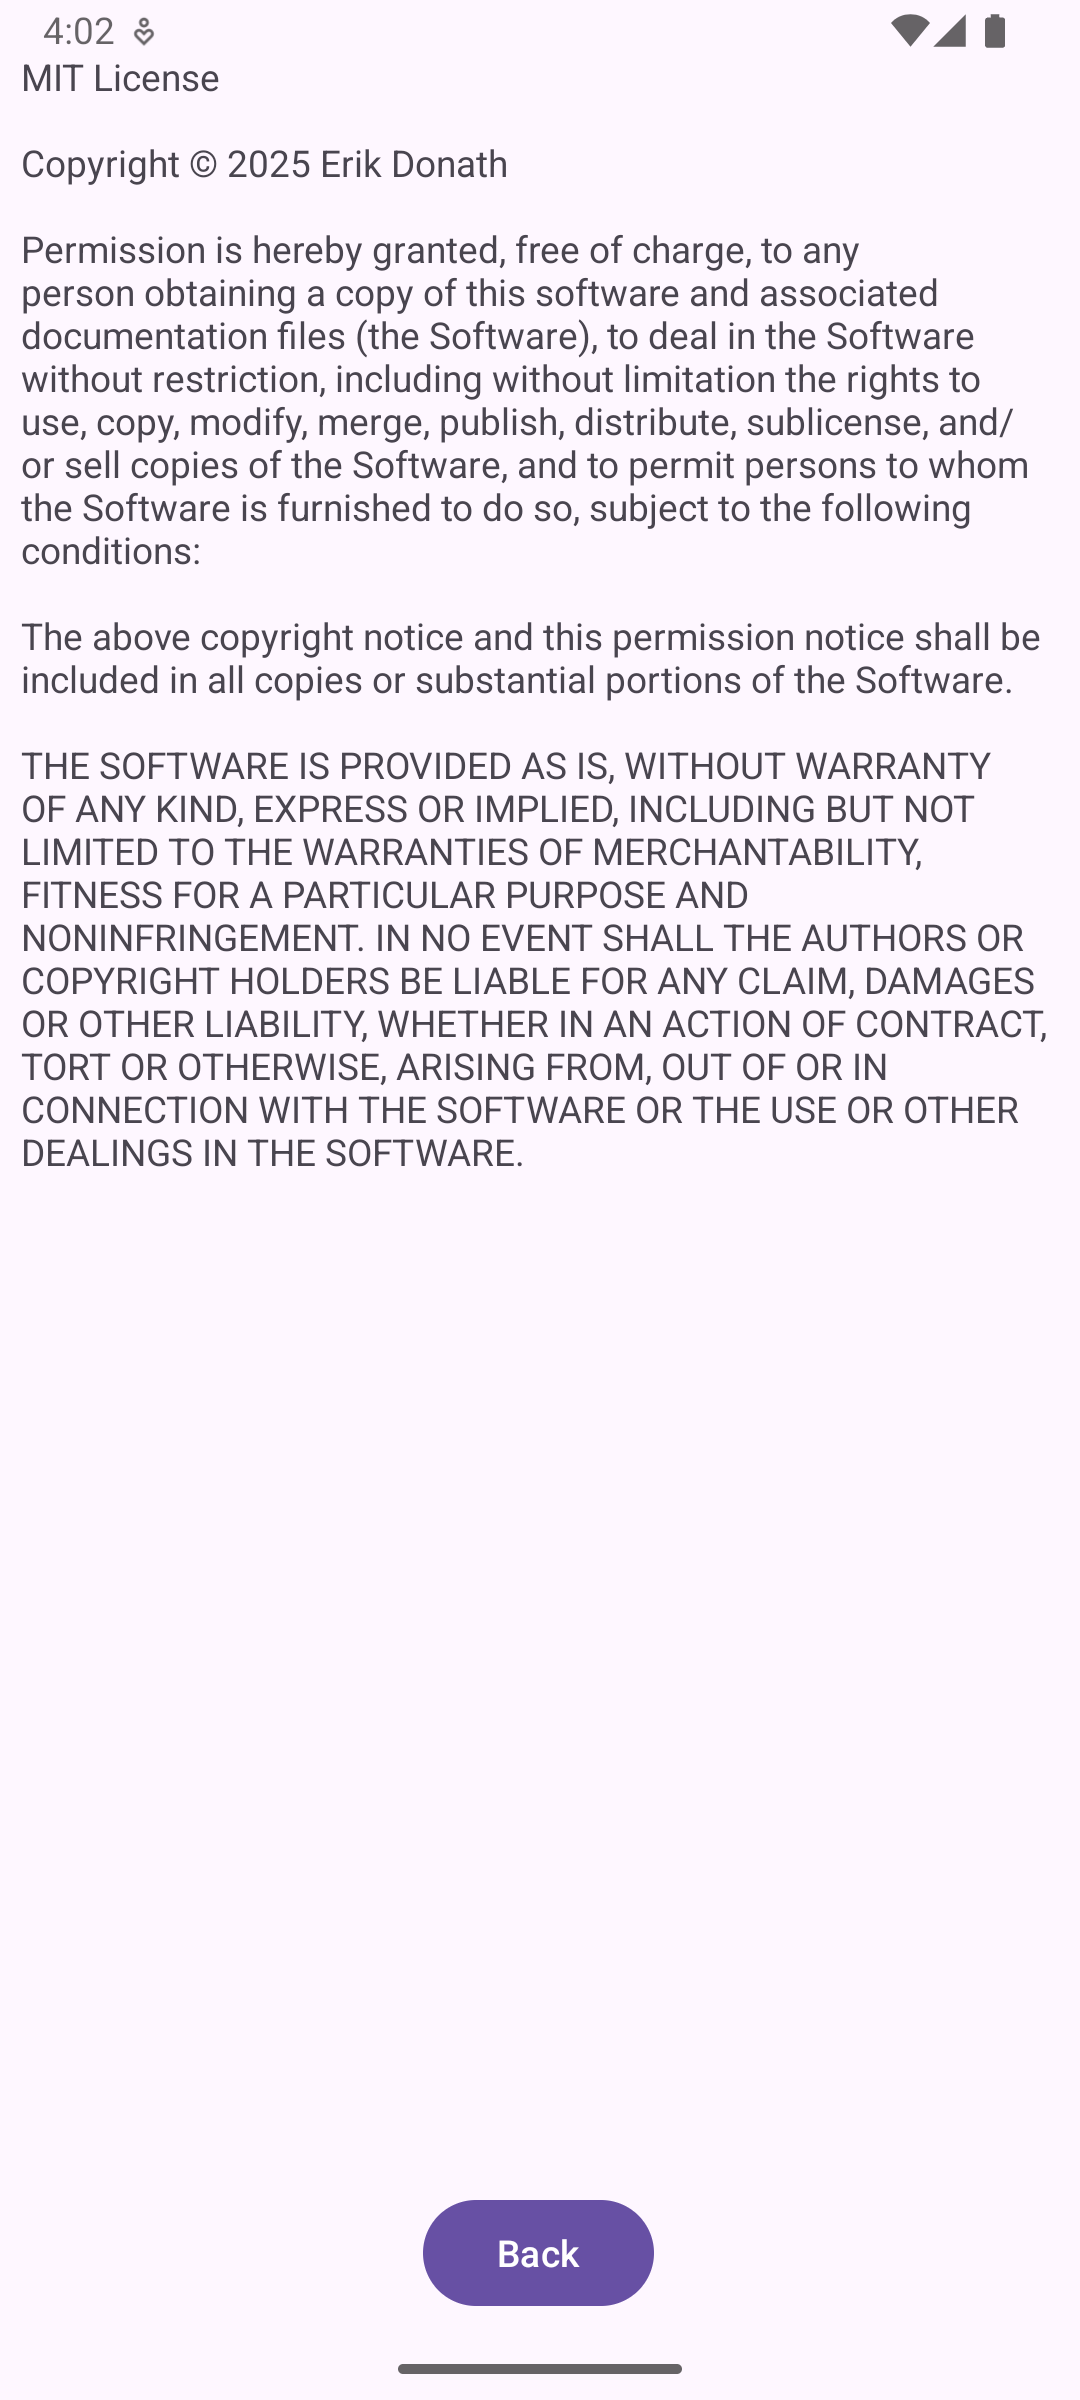 4:02
MIT License
Copyright © 2025 Erik Donath
Permission is hereby granted, free of charge, to any
person obtaining a copy of this software and associated
documentation files (the Software), to deal in the Software
without restriction, including without limitation the rights to
use, copy, modify, merge, publish, distribute, sublicense, and/
or sell copies of the Software, and to permit persons to whom
the Software is furnished to do so, subject to the following
conditions:
The above copyright notice and this permission notice shall be
included in all copies or substantial portions of the Software.
THE SOFTWARE IS PROVIDED AS IS, WITHOUT WARRANTY
OF ANY KIND, EXPRESS OR IMPLIED, INCLUDING BUT NOT
LIMITED TO THE WARRANTIES OF MERCHANTABILITY,
FITNESS FOR A PARTICULAR PURPOSE AND
NONINFRINGEMENT. IN NO EVENT SHALL THE AUTHORS OR
COPYRIGHT HOLDERS BE LIABLE FOR ANY CLAIM, DAMAGES
OR OTHER LIABILITY, WHETHER IN AN ACTION OF CONTRACT,
TORT OR OTHERWISE, ARISING FROM, OUT OF OR IN
CONNECTION WITH THE SOFTWARE OR THE USE OR OTHER
DEALINGS IN THE SOFTWARE.
Back